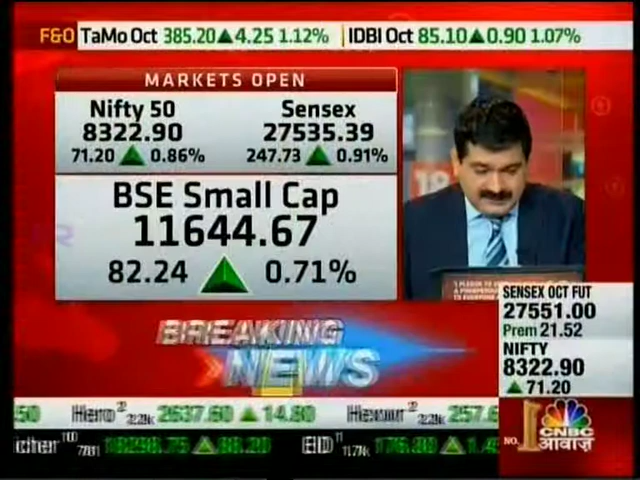 F&O TaMo Oct 385.20 ▲ 4.25 1.12% IDBI Oct 85.10 ▲ 0.90 1.07%
MARKETS OPEN
Nifty 50 Sensex
8322.90 27535.39
71.20 ▲ 0.86% 247.73 ▲ 0.91%
BSE Small Cap
11644.67
82.24 ▲ 0.71%
SENSEX OCT FUT
27551.00
Prem 21.52
NIFTY
8322.90
▲ 71.20
BREAKING
NEWS
2637.60 ▲ 14.80
NO. 1 CNBC
आवाज़